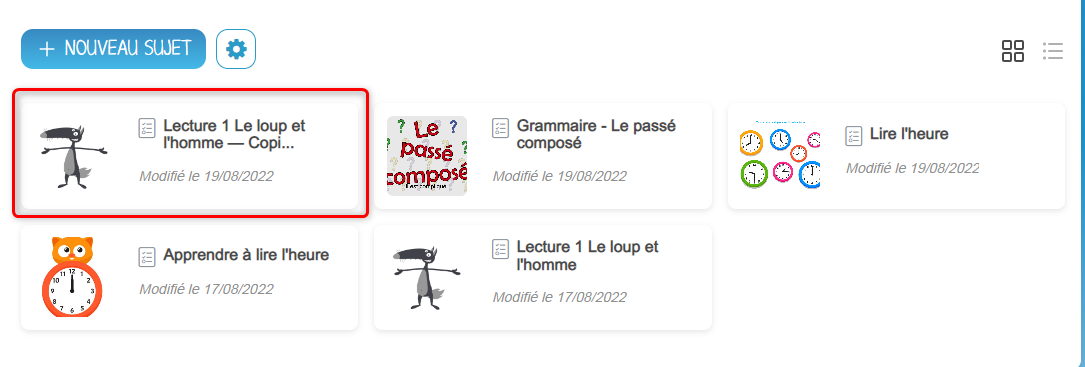 NOUVEAU SUJET
Lecture 1 Le loup et
l'homme — Copi...
Modifié le 19/08/2022
Le
passé
composé
c'est compliqué
Grammaire - Le passé
composé
Modifié le 19/08/2022
Lire l'heure
Modifié le 19/08/2022
Apprendre à lire l'heure
Modifié le 17/08/2022
Lecture 1 Le loup et
l'homme
Modifié le 17/08/2022